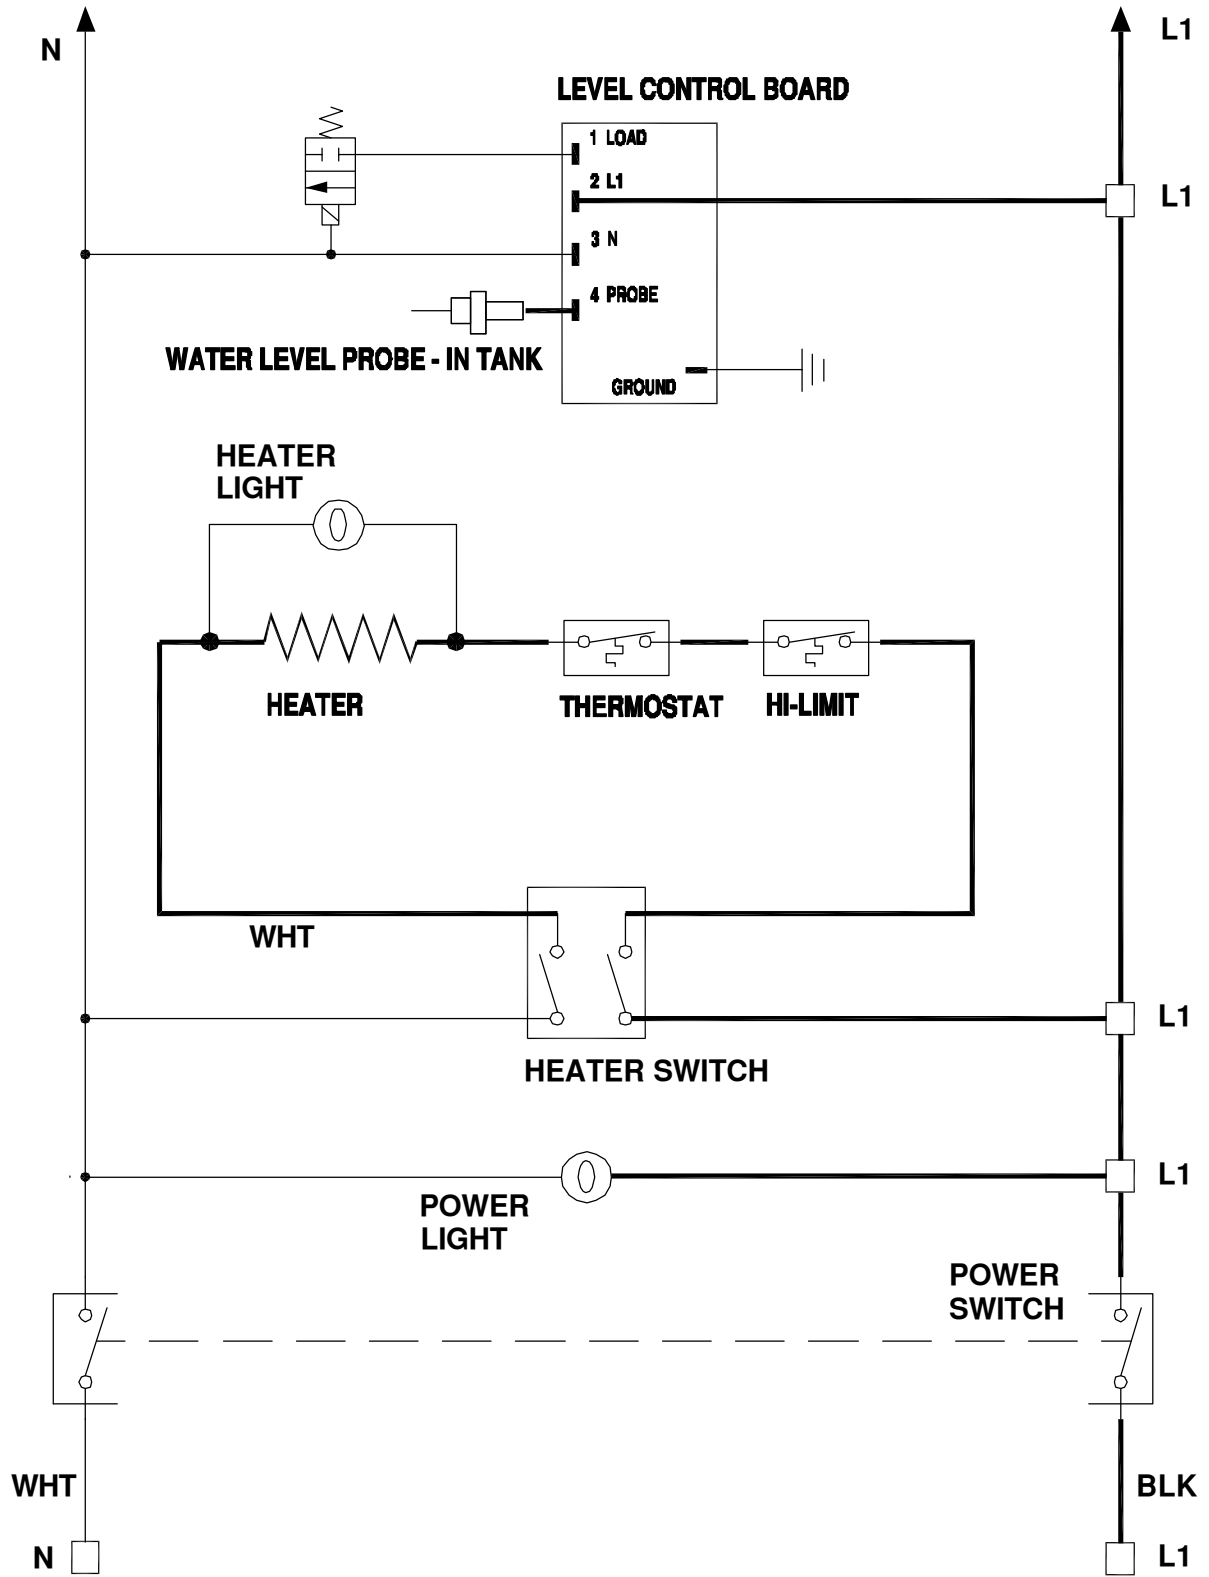 L1
N
LEVEL CONTROL BOARD
1 LOAD
2 L1
L1
3 N
4 PROBE
WATER LEVEL PROBE - IN TANK
GROUND
HEATER
LIGHT
HEATER
THERMOSTAT
HI-LIMIT
WHT
L1
HEATER SWITCH
L1
POWER
LIGHT
POWER
SWITCH
WHT
BLK
N
L1